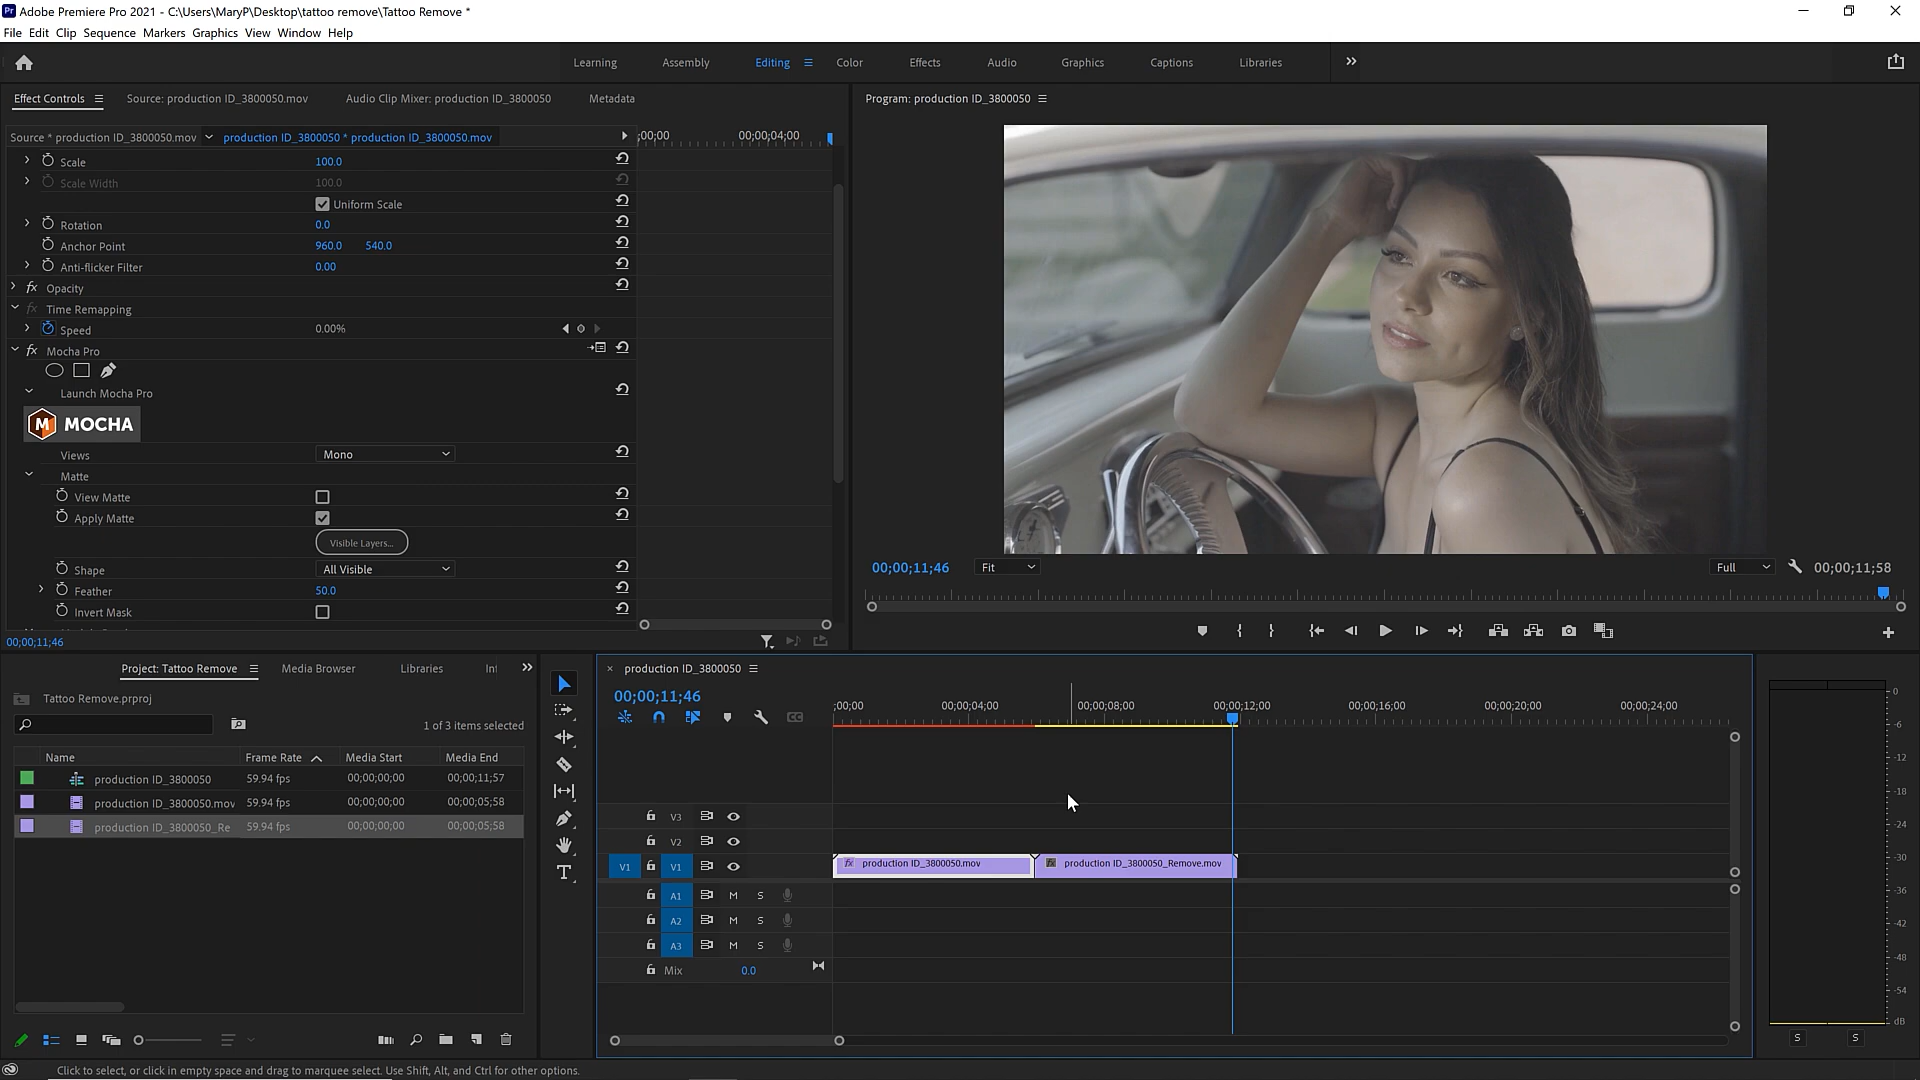 Adobe Premiere Pro 2021 - C:\Users\MaryP\Desktop\tattoo remove\Tattoo Remove *
File Edit Clip Sequence Markers Graphics View Window Help
Learning Assembly Editing Color Effects Audio Graphics Captions Libraries
Effect Controls Source: production ID_3800050.mov Audio Clip Mixer: production ID_3800050 Metadata
Source * production ID_3800050.mov production ID_3800050 * production ID_3800050.mov ;00;00 00;00;04;00
Scale 100.0
Scale Width 100.0
Uniform Scale
Rotation 0.0
Anchor Point 960.0 540.0
Anti-flicker Filter 0.00
fx Opacity
fx Time Remapping
Speed 0.00%
fx Mocha Pro
Launch Mocha Pro
M MOCHA
Views Mono
Matte
View Matte
Apply Matte
Visible Layers...
Shape All Visible
Feather 50.0
Invert Mask
00;00;11;46
Program: production ID_3800050
00;00;11;46 Fit Full 00;00;11;58
Project: Tattoo Remove Media Browser Libraries
Tattoo Remove.prproj
1 of 3 items selected
Name Frame Rate Media Start Media End
production ID_3800050 59.94 fps 00;00;00;00 00;00;11;57
production ID_3800050.mov 59.94 fps 00;00;00;00 00;00;05;58
production ID_3800050_Re 59.94 fps 00;00;00;00 00;00;05;58
production ID_3800050
00;00;11;46
;00;00 00;00;04;00 00;00;08;00 00;00;12;00 00;00;16;00 00;00;20;00 00;00;24;00
V3
V2
V1 V1 fx production ID_3800050.mov fx production ID_3800050_Remove.mov
A1 M S
A2 M S
A3 M S
Mix 0.0
0
-6
-12
-18
-24
-30
-36
-42
-48
-54
dB
S S
Click to select, or click in empty space and drag to marquee select. Use Shift, Alt, and Ctrl for other options.